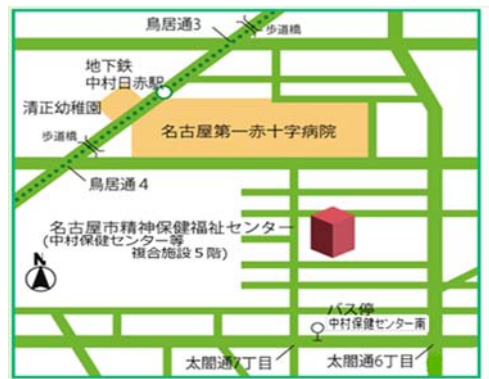 鳥居通3
歩道橋
地下鉄
中村日赤駅
清正幼稚園
歩道橋
名古屋第一赤十字病院
鳥居通4
名古屋市精神保健福祉センター
(中村保健センター等
複合施設5階)
N
バス停
中村保健センター南
太閤通7丁目
太閤通6丁目